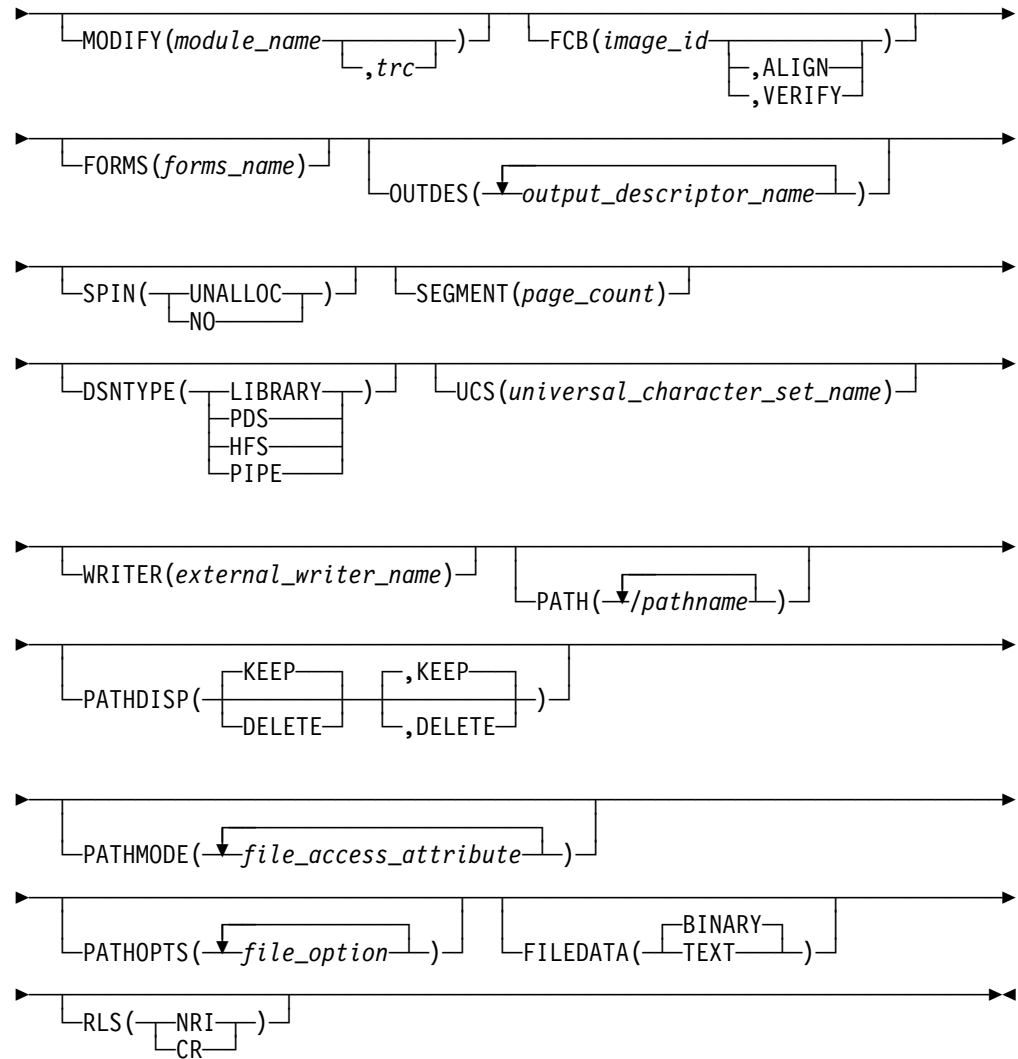 MODIFY(module_name ) FCB(image_id )
,trc ,ALIGN
,VERIFY
FORMS(forms_name)
OUTDES( output_descriptor_name )
SPIN( UNALLOC ) SEGMENT(page_count)
NO
DSNTYPE( LIBRARY ) UCS(universal_character_set_name)
PDS
HFS
PIPE
WRITER(external_writer_name)
PATH( /pathname )
KEEP ,KEEP
PATHDISP( )
DELETE ,DELETE
PATHMODE( file_access_attribute )
BINARY
PATHOPTS( file_option ) FILEDATA( TEXT )
RLS( NRI )
CR